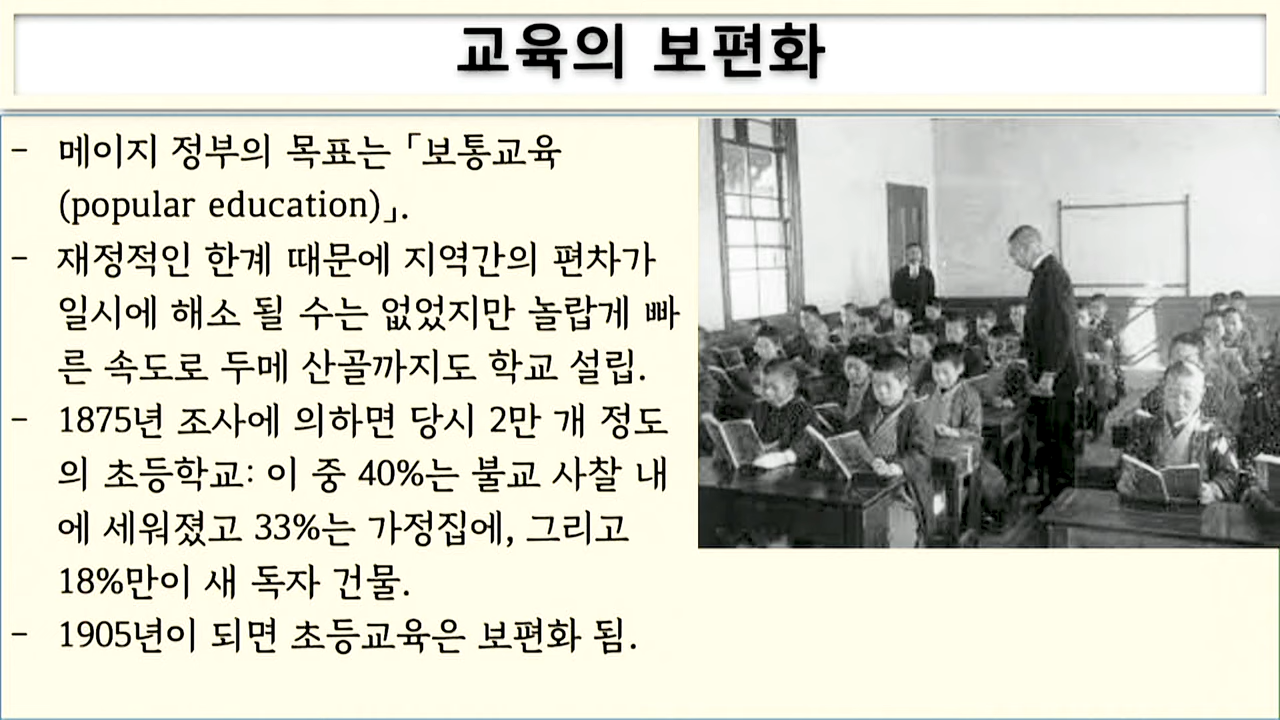 교육의 보편화
- 메이지 정부의 목표는 「보통교육
(popular education)」.
- 재정적인 한계 때문에 지역간의 편차가
일시에 해소 될 수는 없었지만 놀랍게 빠
른 속도로 두메 산골까지도 학교 설립.
- 1875년 조사에 의하면 당시 2만 개 정도
의 초등학교: 이 중 40%는 불교 사찰 내
에 세워졌고 33%는 가정집에, 그리고
18%만이 새 독자 건물.
- 1905년이 되면 초등교육은 보편화 됨.